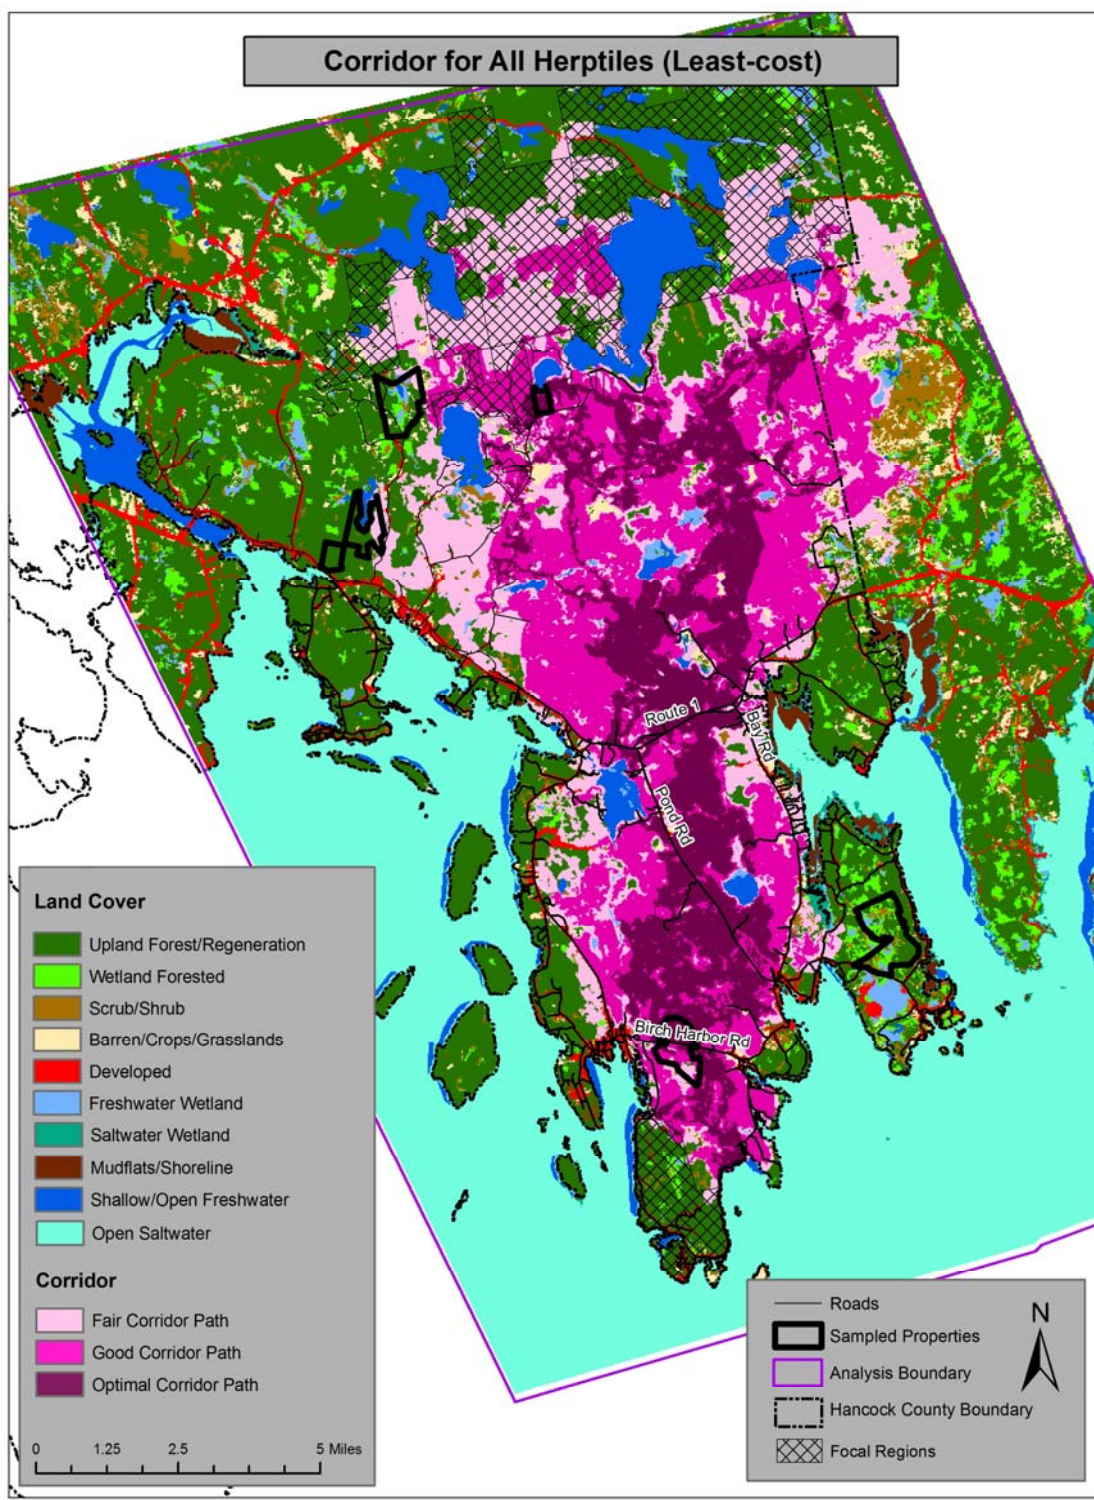 Corridor for All Herptiles (Least-cost)
Route 1
Bay Rd
Pond Rd
Birch Harbor Rd
Land Cover
Upland Forest/Regeneration
Wetland Forested
Scrub/Shrub
Barren/Crops/Grasslands
Developed
Freshwater Wetland
Saltwater Wetland
Mudflats/Shoreline
Shallow/Open Freshwater
Open Saltwater
Corridor
Fair Corridor Path
Good Corridor Path
Optimal Corridor Path
0 1.25 2.5 5 Miles
Roads
Sampled Properties
Analysis Boundary
Hancock County Boundary
Focal Regions
N